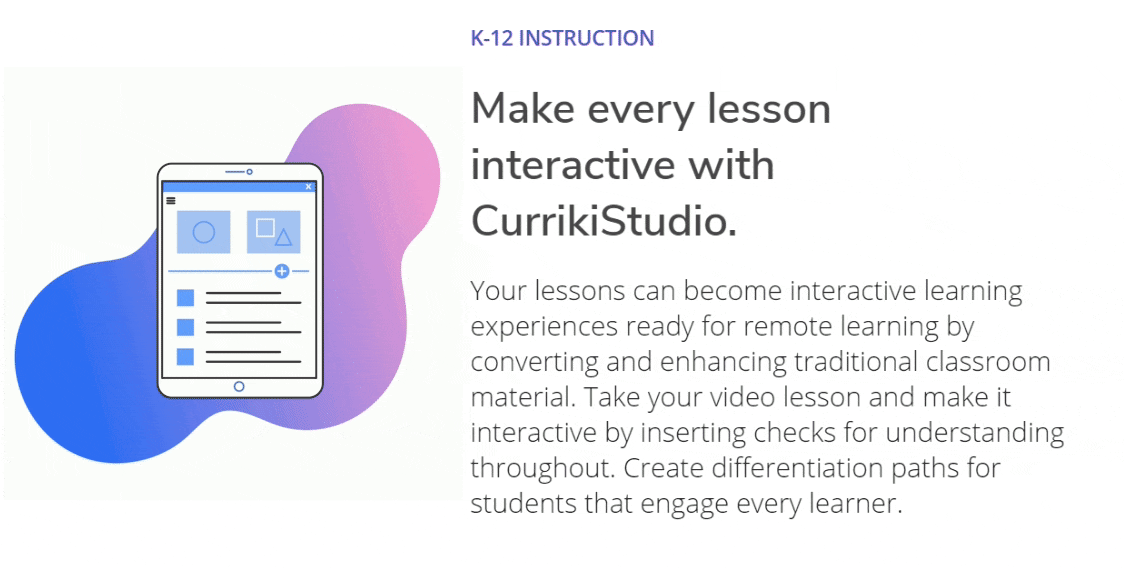 K-12 INSTRUCTION
Make every lesson
interactive with
CurrikiStudio.
Your lessons can become interactive learning
experiences ready for remote learning by
converting and enhancing traditional classroom
material. Take your video lesson and make it
interactive by inserting checks for understanding
throughout. Create differentiation paths for
students that engage every learner.